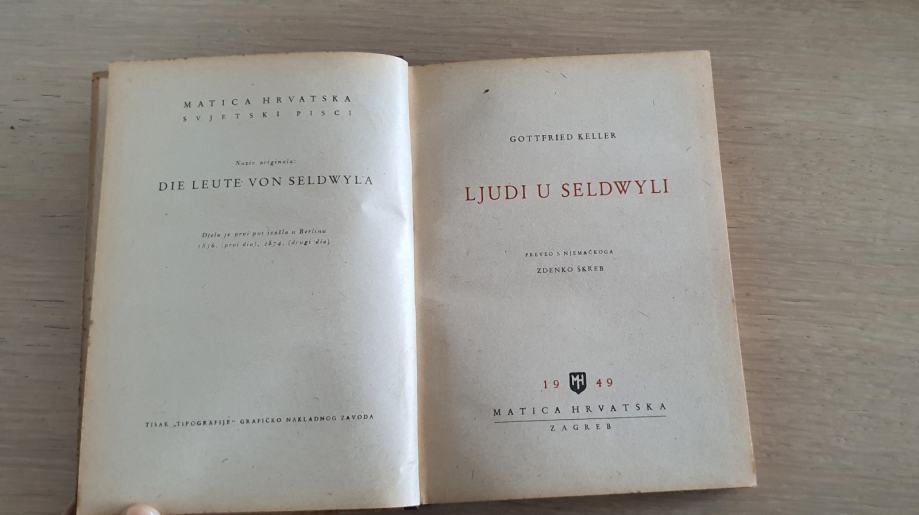 MATICA HRVATSKA
SVJETSKI PISCI
Naziv originala:
DIE LEUTE VON SELDWYLA
Djelo je prvi put izašlo u Berlinu
1856. (prvi dio), 1874. (drugi dio)
TISAK „TIPOGRAFIJE“ GRAFIČKO NAKLADNOG ZAVODA
GOTTFRIED KELLER
LJUDI U SELDWYLI
PREVEO S NJEMAČKOGA
ZDENKO ŠKREB
19 MH 49
MATICA HRVATSKA
ZAGREB